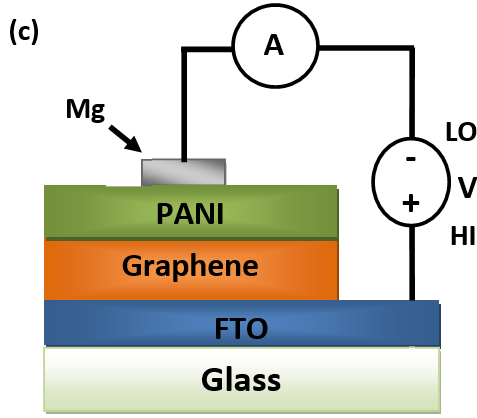 (c)
A
Mg
LO
-
V
+
HI
PANI
Graphene
FTO
Glass